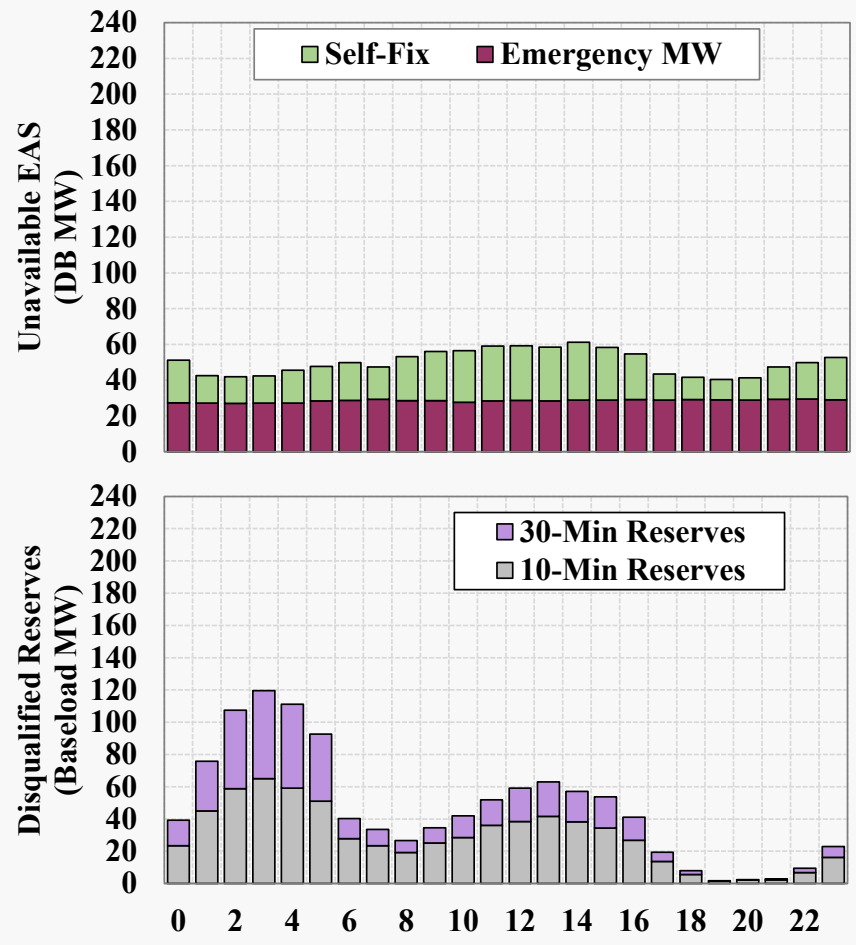 Unavailable EAS
(DB MW)
240
220
200
180
160
140
120
100
80
60
40
20
0
Self-Fix
Emergency MW
Disqualified Reserves
(Baseload MW)
240
220
200
180
160
140
120
100
80
60
40
20
0
30-Min Reserves
10-Min Reserves
0 2 4 6 8 10 12 14 16 18 20 22